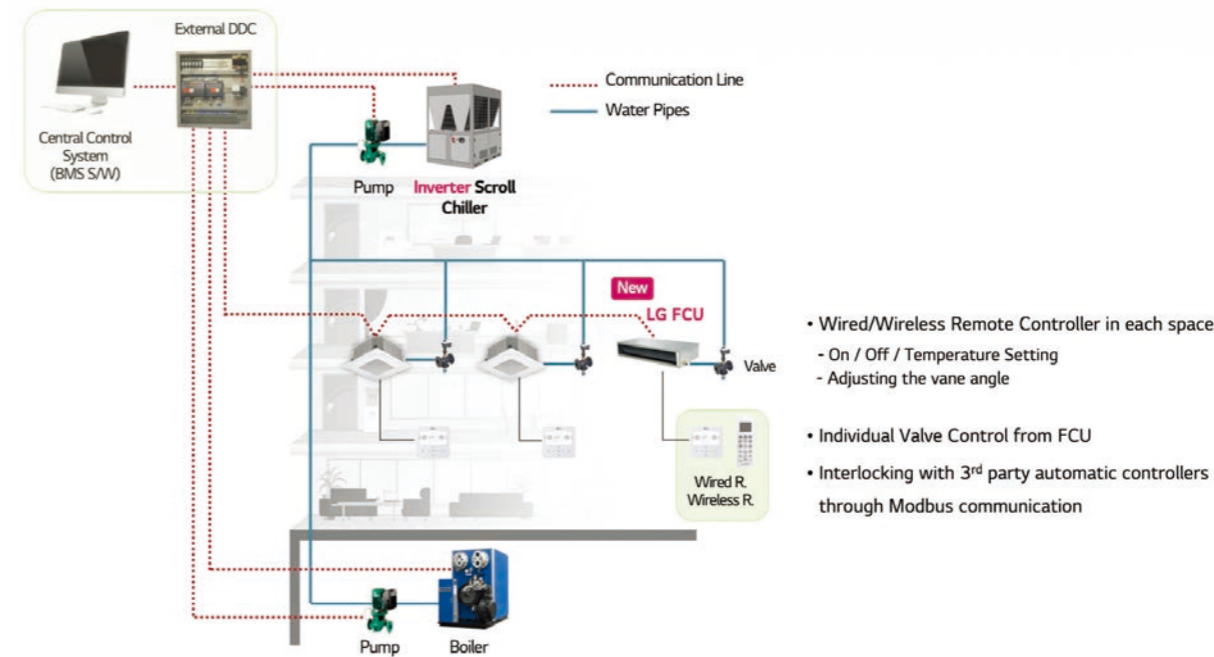 External DDC
Central Control
System
(BMS S/W)
Communication Line
Water Pipes
Pump
Inverter Scroll
Chiller
New
LG FCU
Valve
Wired R.
Wireless R.
• Wired/Wireless Remote Controller in each space
- On / Off / Temperature Setting
- Adjusting the vane angle
• Individual Valve Control from FCU
• Interlocking with 3rd party automatic controllers
through Modbus communication
Pump
Boiler